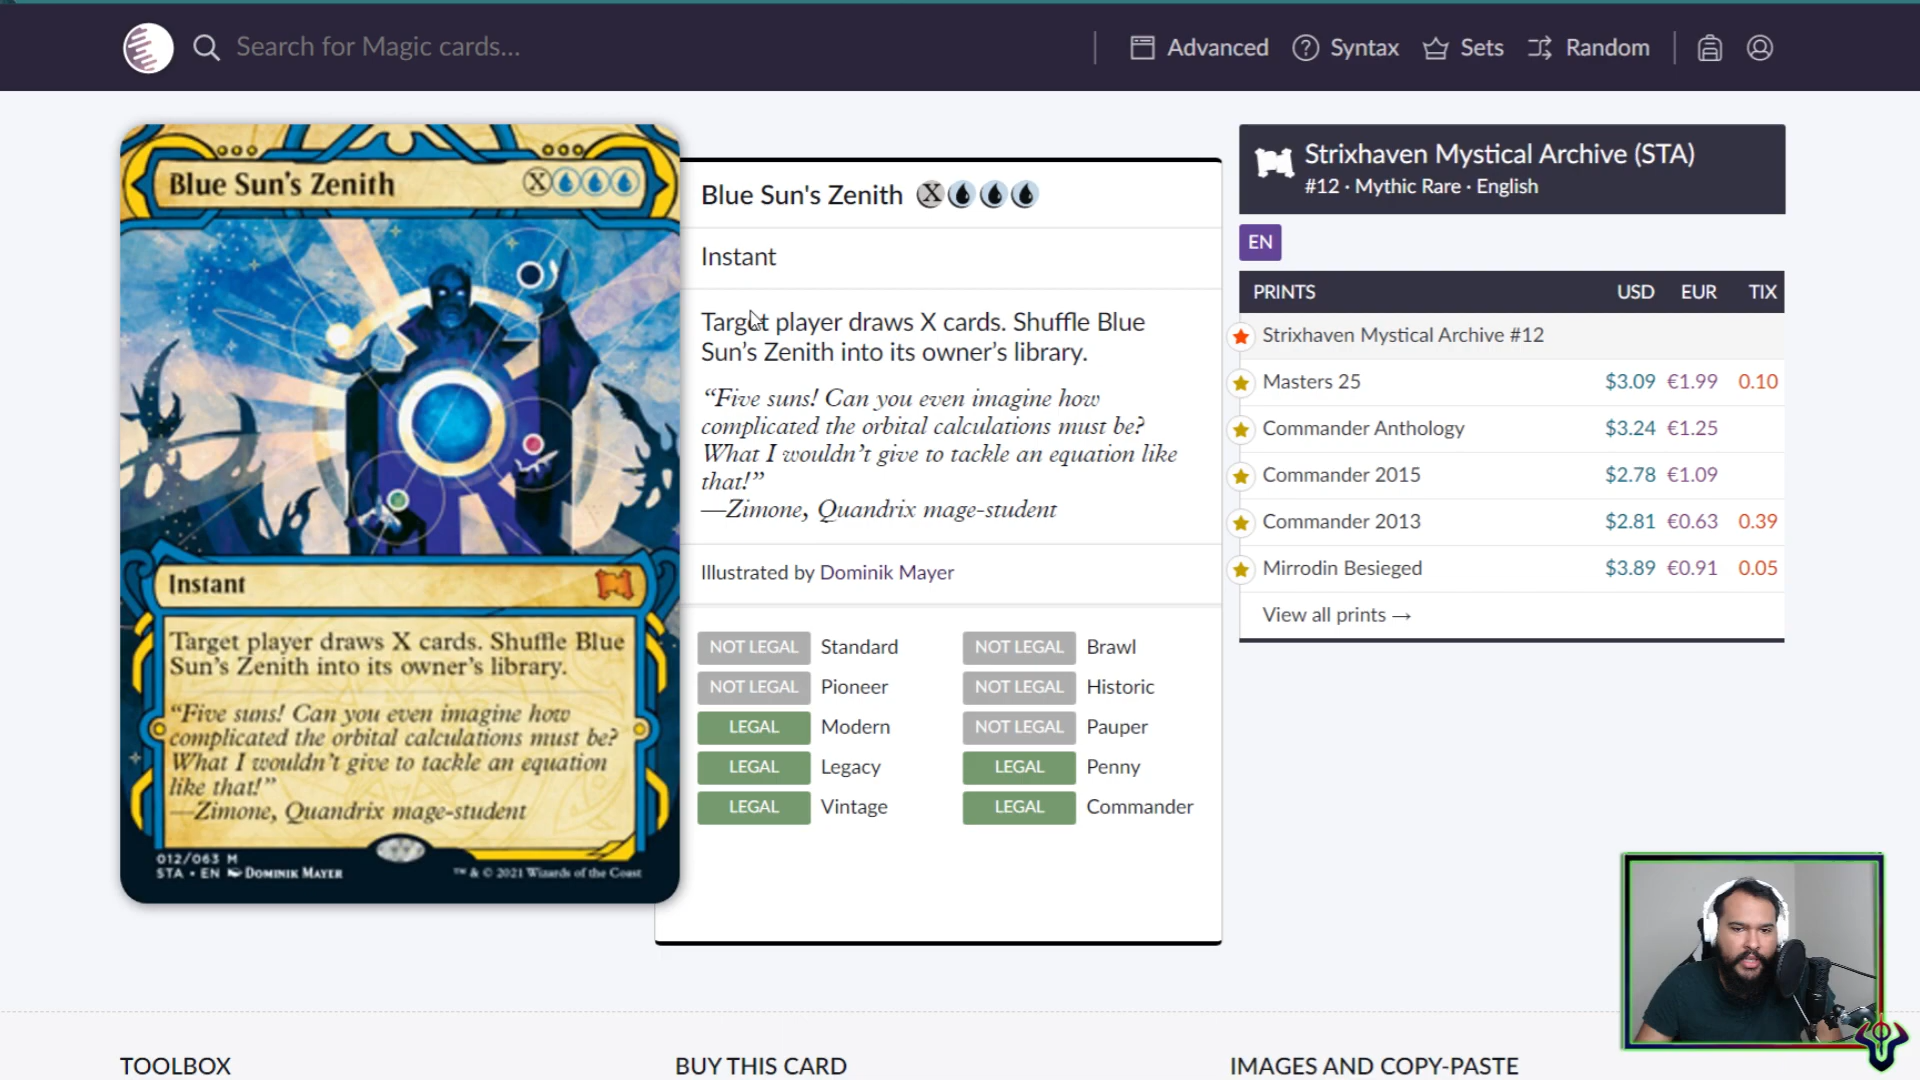 Search for Magic cards...
Advanced
Syntax
Sets
Random
Blue Sun's Zenith X
Instant
Target player draws X cards. Shuffle Blue
Sun's Zenith into its owner's library.
"Five suns! Can you even imagine how
complicated the orbital calculations must be?
What I wouldn't give to tackle an equation
like that!"
—Zimone, Quandrix mage-student
012/063 M
STA • EN Dominik Mayer
™ & © 2021 Wizards of the Coast
Blue Sun's Zenith X
Instant
Target player draws X cards. Shuffle Blue
Sun's Zenith into its owner's library.
"Five suns! Can you even imagine how
complicated the orbital calculations must be?
What I wouldn't give to tackle an equation like
that!"
—Zimone, Quandrix mage-student
Illustrated by Dominik Mayer
NOT LEGAL Standard NOT LEGAL Brawl
NOT LEGAL Pioneer NOT LEGAL Historic
LEGAL Modern NOT LEGAL Pauper
LEGAL Legacy LEGAL Penny
LEGAL Vintage LEGAL Commander
Strixhaven Mystical Archive (STA)
#12 · Mythic Rare · English
EN
PRINTS USD EUR TIX
Strixhaven Mystical Archive #12
Masters 25 $3.09 €1.99 0.10
Commander Anthology $3.24 €1.25
Commander 2015 $2.78 €1.09
Commander 2013 $2.81 €0.63 0.39
Mirrodin Besieged $3.89 €0.91 0.05
View all prints →
TOOLBOX
BUY THIS CARD
IMAGES AND COPY-PASTE